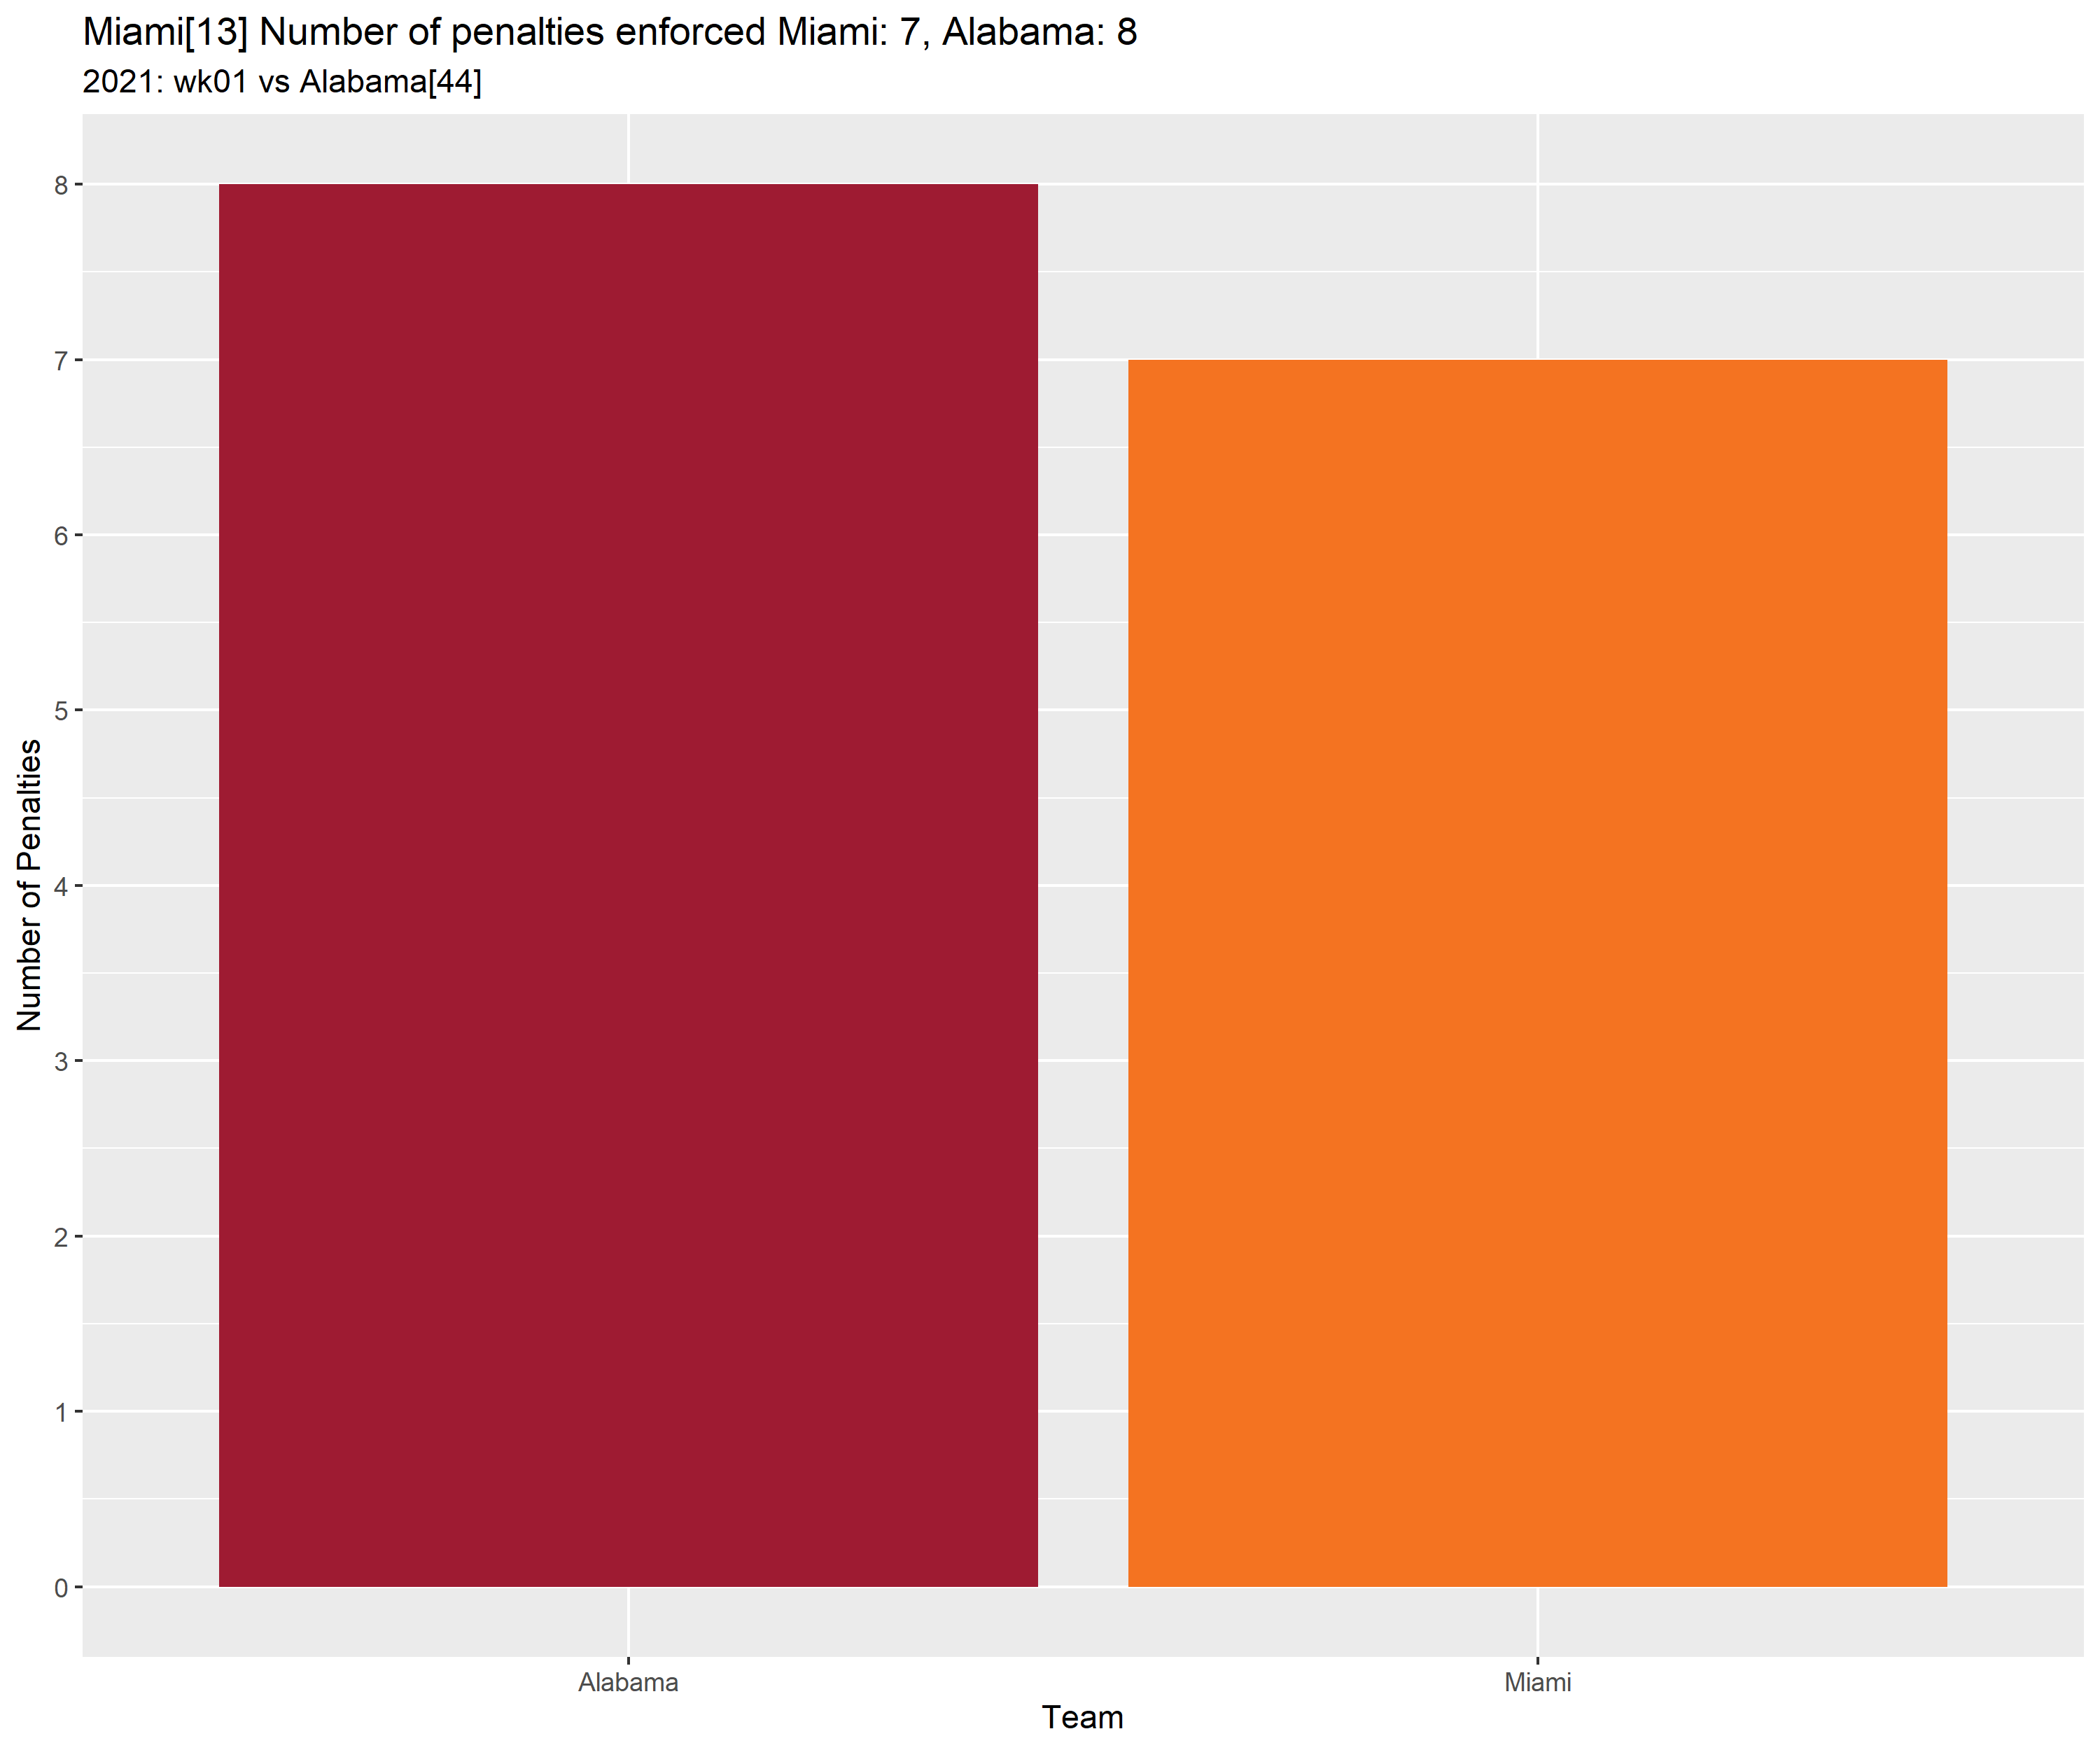 Miami[13] Number of penalties enforced Miami: 7, Alabama: 8
2021: wk01 vs Alabama[44]
8
7
6
5
4
3
2
1
0
Number of Penalties
Alabama
Miami
Team